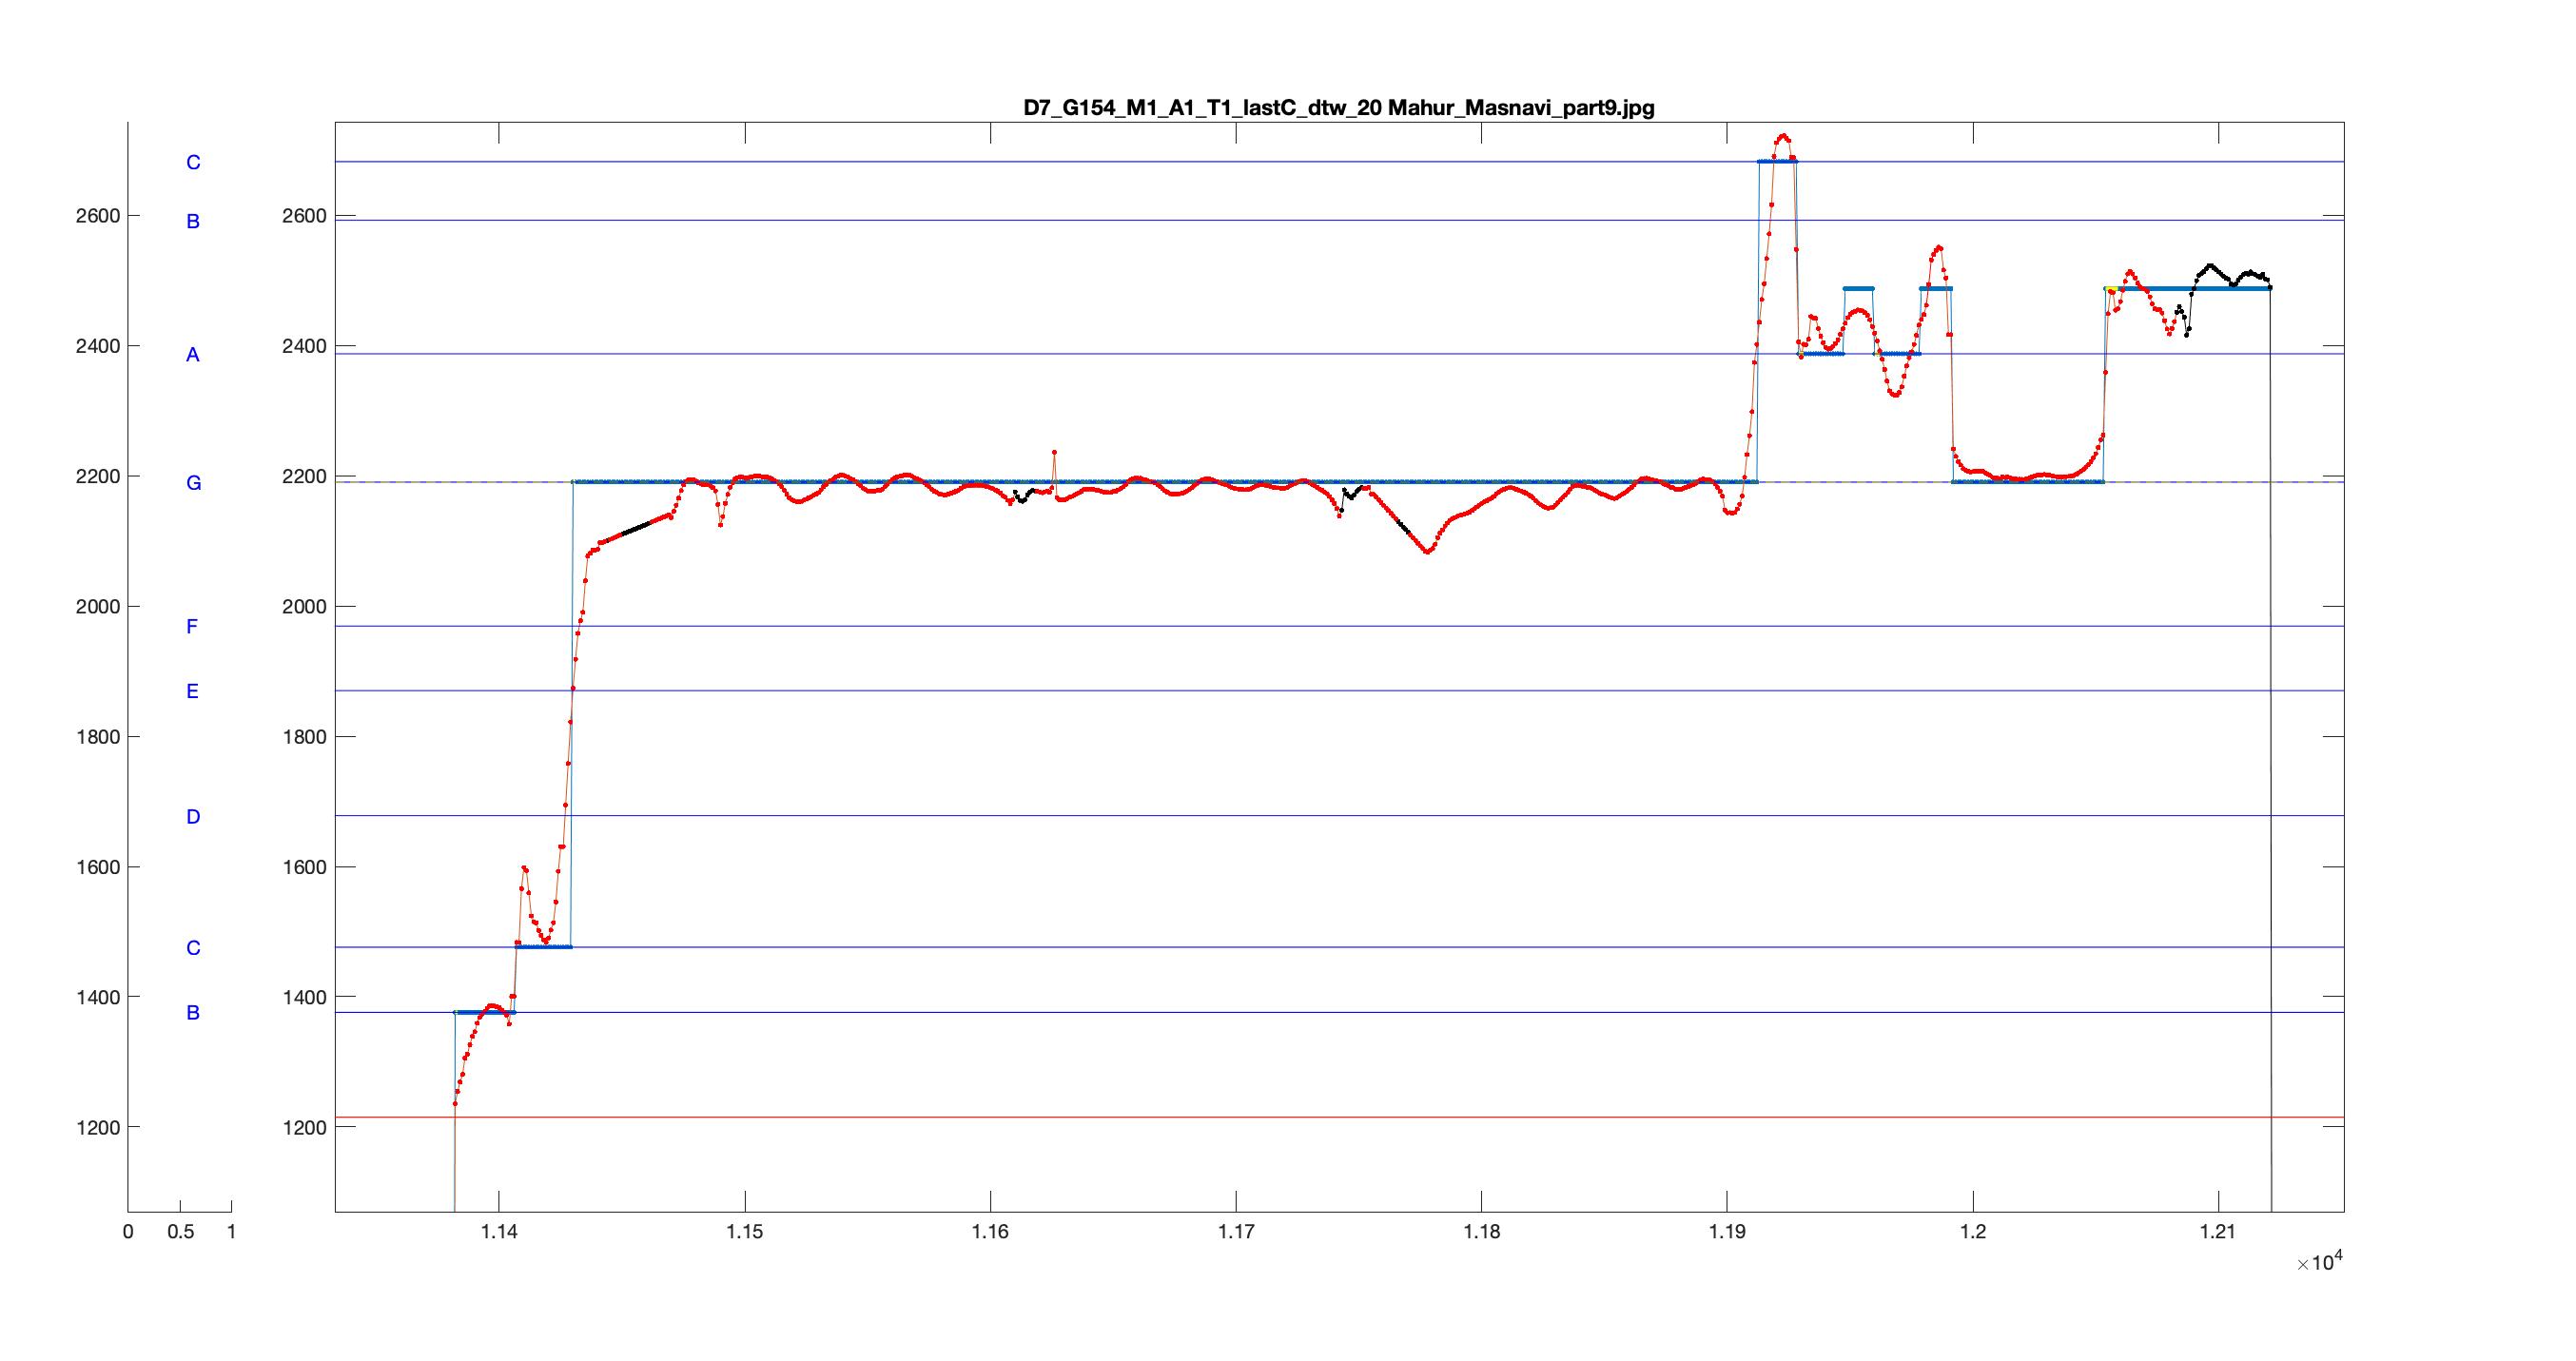 D7_G154_M1_A1_T1_lastC_dtw_20 Mahur_Masnavi_part9.jpg
C
2600 B 2600
2400 A 2400
2200 G 2200
2000 F 2000
E
1800 1800
D
1600 1600
C
1400 B 1400
1200 1200
0 0.5 1 1.14 1.15 1.16 1.17 1.18 1.19 1.2 1.21
×10⁴